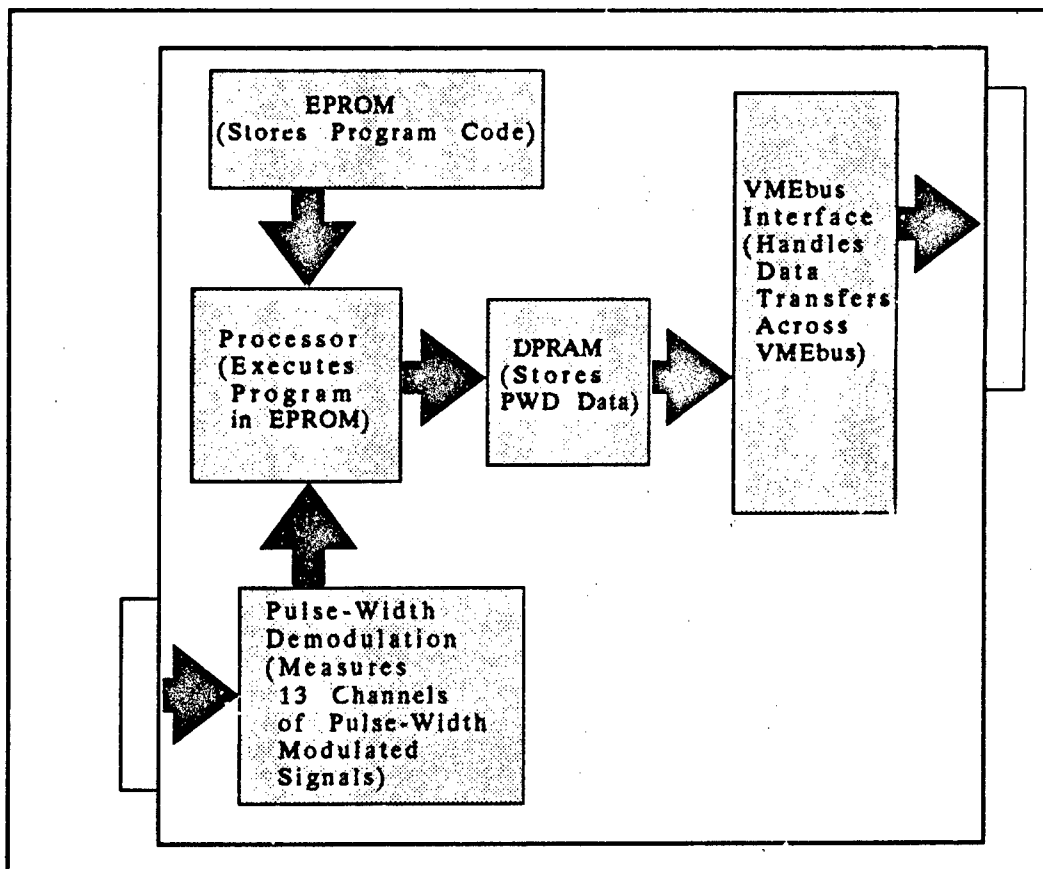 EPROM
(Stores Program Code)
Processor
(Executes
Program
in EPROM)
DPRAM
(Stores
PWD Data)
VMEbus
Interface
(Handles
Data
Transfers
Across
VMEbus)
Pulse-Width
Demodulation
(Measures
13 Channels
of Pulse-Width
Modulated
Signals)